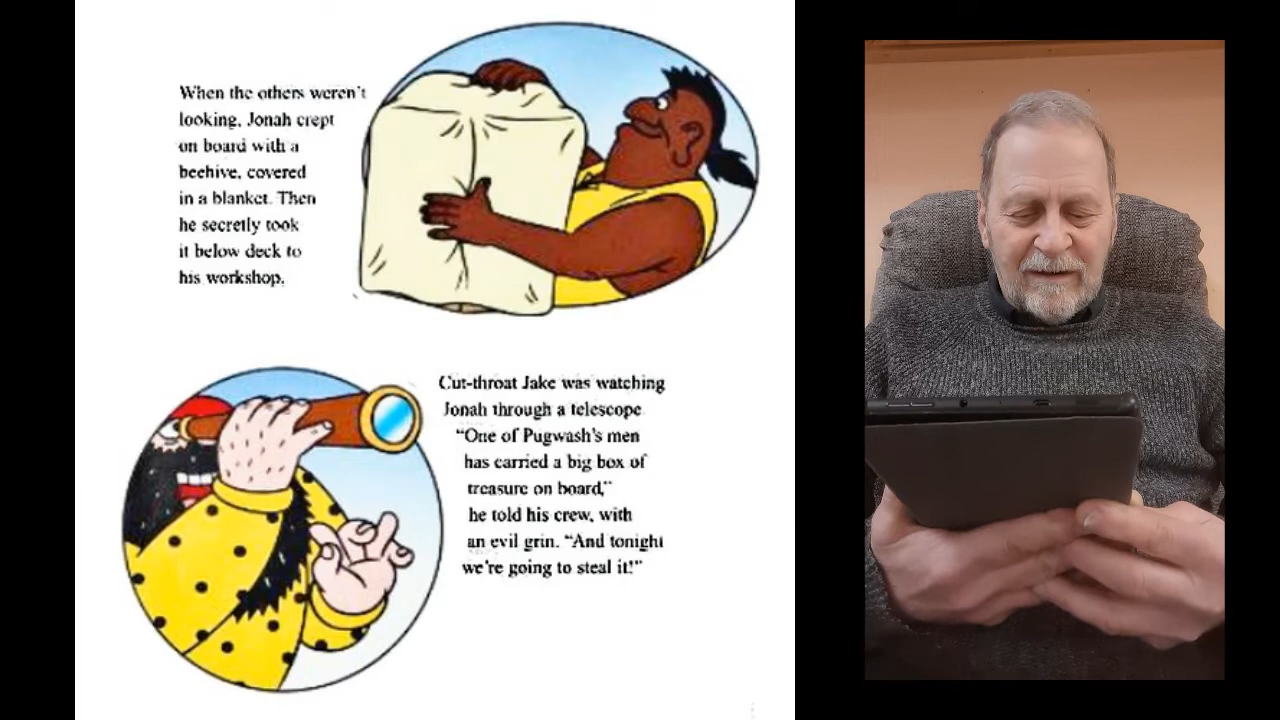 When the others weren't
looking, Jonah crept
on board with a
beehive, covered
in a blanket. Then
he secretly took
it below deck to
his workshop.
Cut-throat Jake was watching
Jonah through a telescope
"One of Pugwash's men
has carried a big box of
treasure on board,"
he told his crew, with
an evil grin. "And tonight
we're going to steal it!"